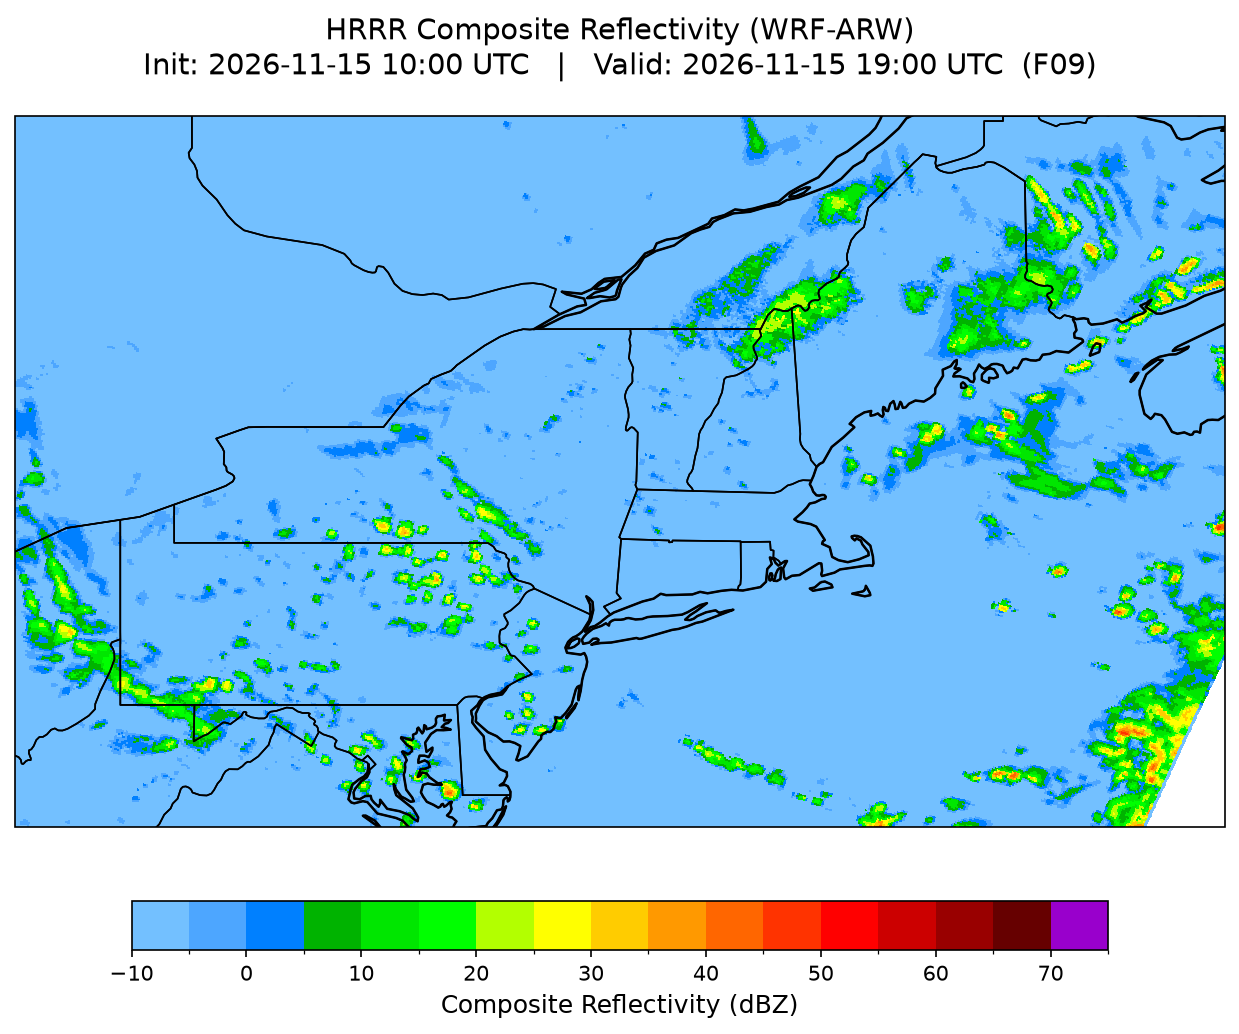 HRRR Composite Reflectivity (WRF-ARW)
Init: 2026-11-15 10:00 UTC | Valid: 2026-11-15 19:00 UTC (F09)
−10 0 10 20 30 40 50 60 70
Composite Reflectivity (dBZ)